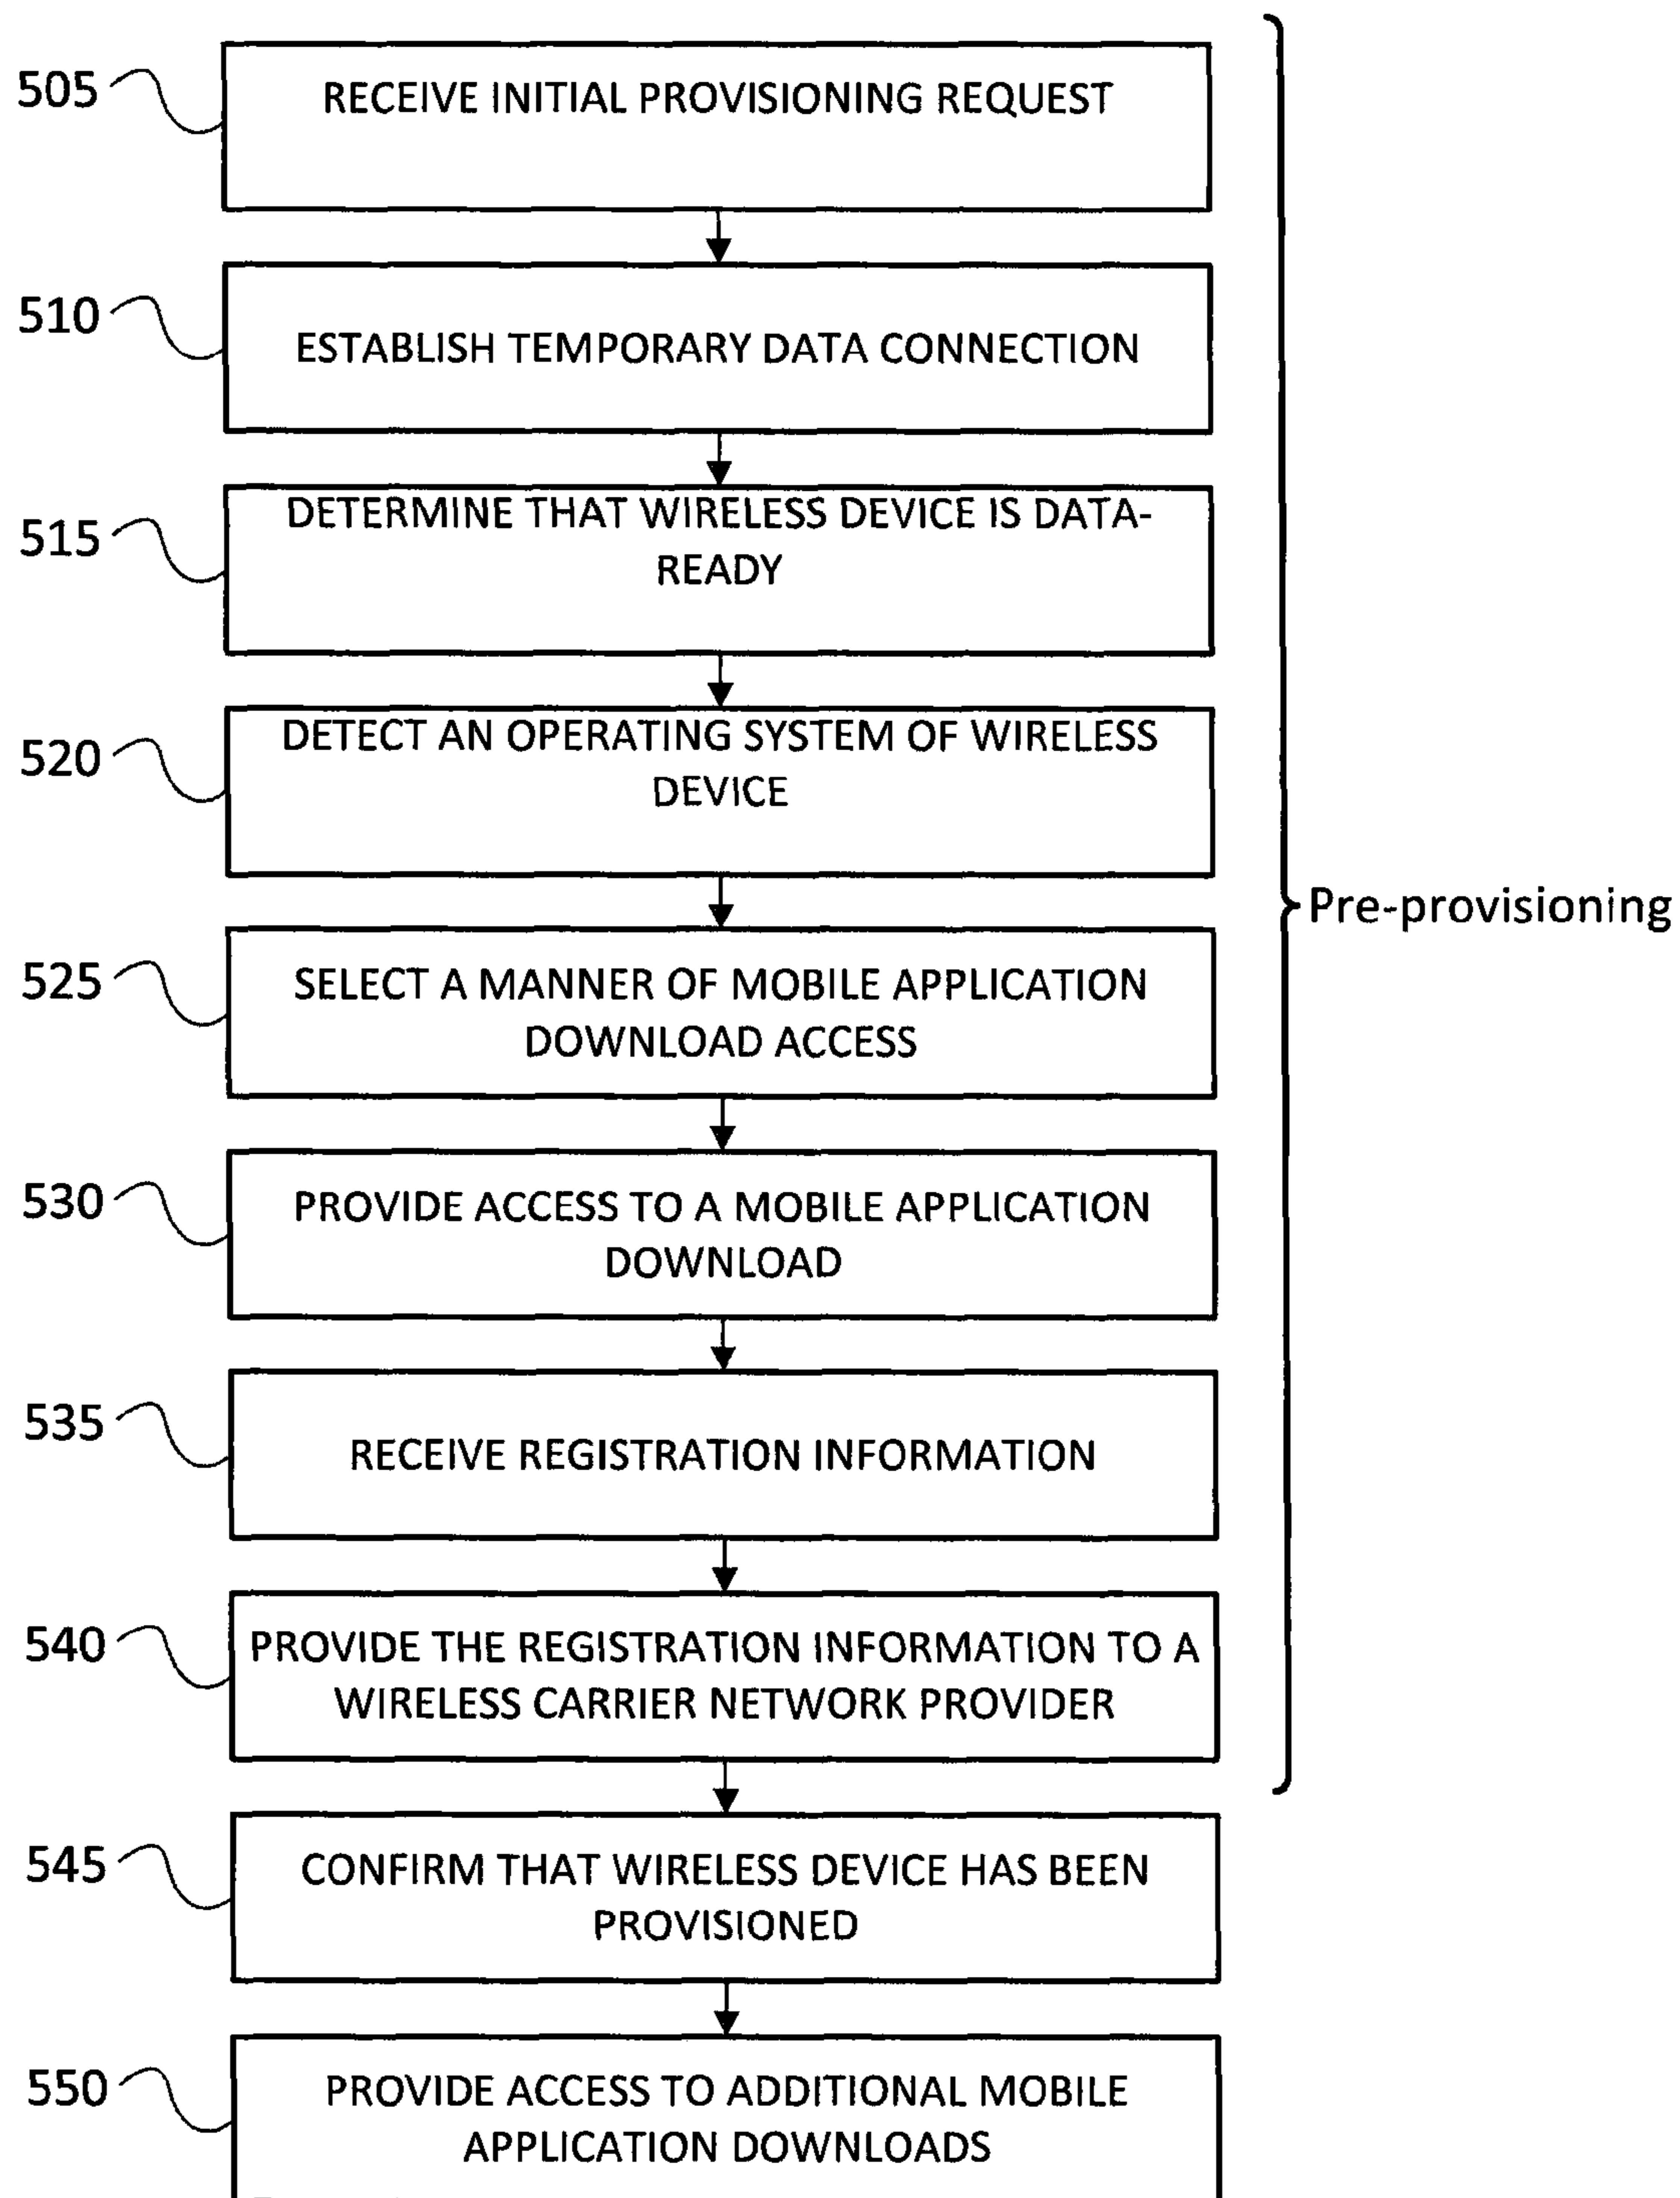 505
RECEIVE INITIAL PROVISIONING REQUEST
510
ESTABLISH TEMPORARY DATA CONNECTION
515
DETERMINE THAT WIRELESS DEVICE IS DATA-
READY
520
DETECT AN OPERATING SYSTEM OF WIRELESS
DEVICE
Pre-provisioning
525
SELECT A MANNER OF MOBILE APPLICATION
DOWNLOAD ACCESS
530
PROVIDE ACCESS TO A MOBILE APPLICATION
DOWNLOAD
535
RECEIVE REGISTRATION INFORMATION
540
PROVIDE THE REGISTRATION INFORMATION TO A
WIRELESS CARRIER NETWORK PROVIDER
545
CONFIRM THAT WIRELESS DEVICE HAS BEEN
PROVISIONED
550
PROVIDE ACCESS TO ADDITIONAL MOBILE
APPLICATION DOWNLOADS